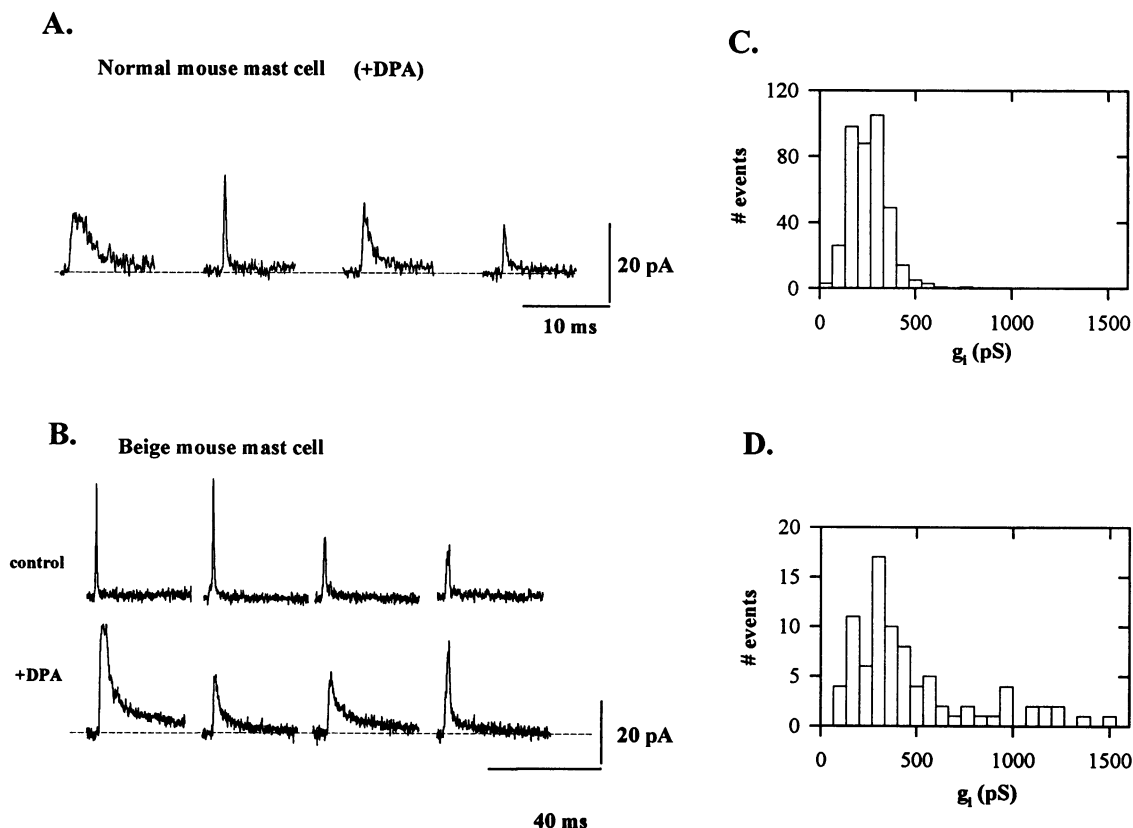 A.
Normal mouse mast cell (+DPA)
20 pA
10 ms
B.
Beige mouse mast cell
control
+DPA
20 pA
40 ms
C.
120
80
40
0
# events
0 500 1000 1500
gi (pS)
D.
20
15
10
5
0
# events
0 500 1000 1500
gi (pS)